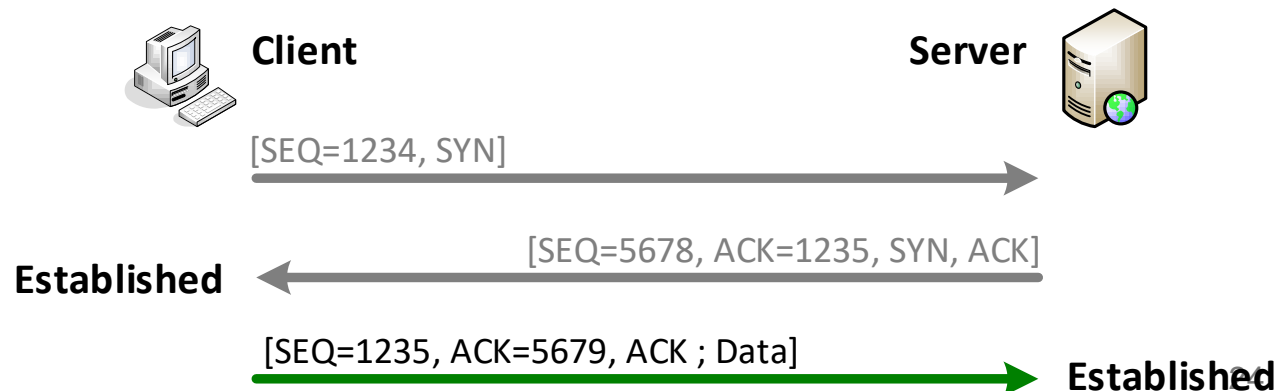 Client
Server
[SEQ=1234, SYN]
[SEQ=5678, ACK=1235, SYN, ACK]
Established
[SEQ=1235, ACK=5679, ACK ; Data]
Established